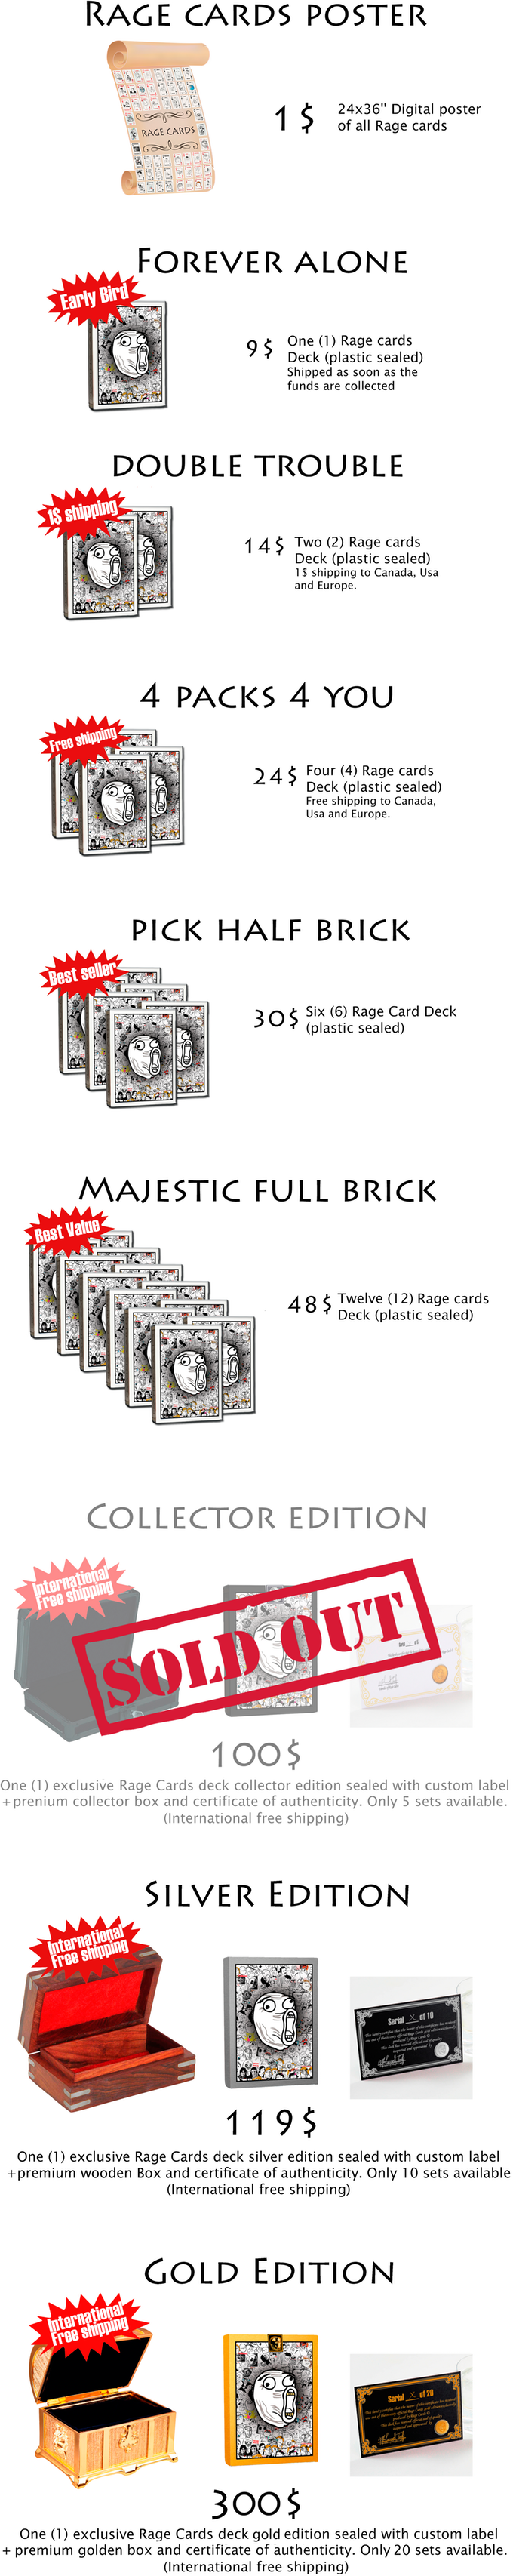 RAGE CARDS POSTER
RAGE CARDS
1$
24x36" Digital poster
of all Rage cards
FOREVER ALONE
Early Bird
9$
One (1) Rage cards
Deck (plastic sealed)
Shipped as soon as the
funds are collected
DOUBLE TROUBLE
1$ shipping
14$
Two (2) Rage cards
Deck (plastic sealed)
1$ shipping to Canada, Usa
and Europe.
4 PACKS 4 YOU
Free shipping
24$
Four (4) Rage cards
Deck (plastic sealed)
Free shipping to Canada,
Usa and Europe.
PICK HALF BRICK
Best seller
30$
Six (6) Rage Card Deck
(plastic sealed)
MAJESTIC FULL BRICK
Best Value
48$
Twelve (12) Rage cards
Deck (plastic sealed)
COLLECTOR EDITION
International
Free shipping
SOLD OUT
100$
One (1) exclusive Rage Cards deck collector edition sealed with custom label
+prenium collector box and certificate of authenticity. Only 5 sets available.
(International free shipping)
SILVER EDITION
International
Free shipping
Serial X of 10
119$
One (1) exclusive Rage Cards deck silver edition sealed with custom label
+premium wooden Box and certificate of authenticity. Only 10 sets available
(International free shipping)
GOLD EDITION
International
Free shipping
Serial X of 20
300$
One (1) exclusive Rage Cards deck gold edition sealed with custom label
+ premium golden box and certificate of authenticity. Only 20 sets available.
(International free shipping)